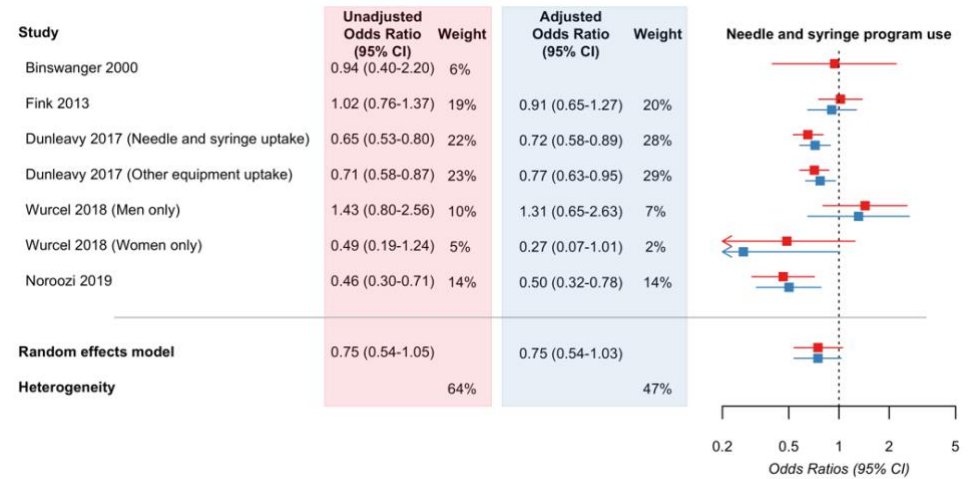 Study Unadjusted Odds Ratio (95% CI) Weight Adjusted Odds Ratio (95% CI) Weight Needle and syringe program use
Binswanger 2000 0.94 (0.40-2.20) 6%
Fink 2013 1.02 (0.76-1.37) 19% 0.91 (0.65-1.27) 20%
Dunleavy 2017 (Needle and syringe uptake) 0.65 (0.53-0.80) 22% 0.72 (0.58-0.89) 28%
Dunleavy 2017 (Other equipment uptake) 0.71 (0.58-0.87) 23% 0.77 (0.63-0.95) 29%
Wurcel 2018 (Men only) 1.43 (0.80-2.56) 10% 1.31 (0.65-2.63) 7%
Wurcel 2018 (Women only) 0.49 (0.19-1.24) 5% 0.27 (0.07-1.01) 2%
Noroozi 2019 0.46 (0.30-0.71) 14% 0.50 (0.32-0.78) 14%
Random effects model 0.75 (0.54-1.05) 0.75 (0.54-1.03)
Heterogeneity 64% 47%
0.2 0.5 1 2 5
Odds Ratios (95% CI)